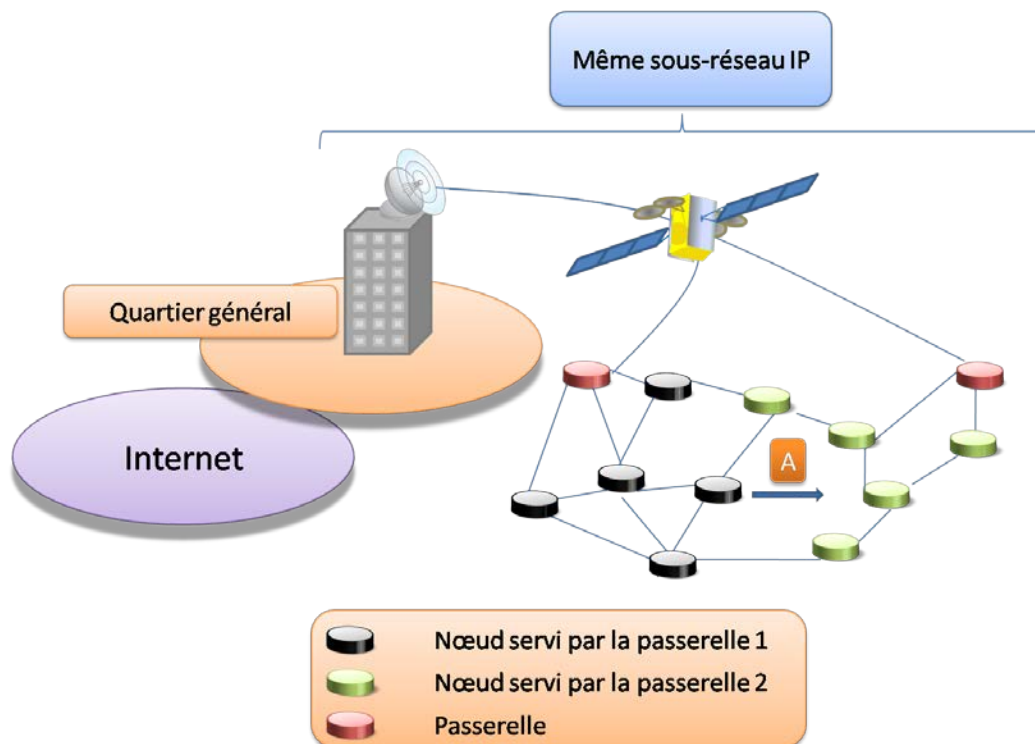 Même sous-réseau IP
Quartier général
Internet
A
Nœud servi par la passerelle 1
Nœud servi par la passerelle 2
Passerelle